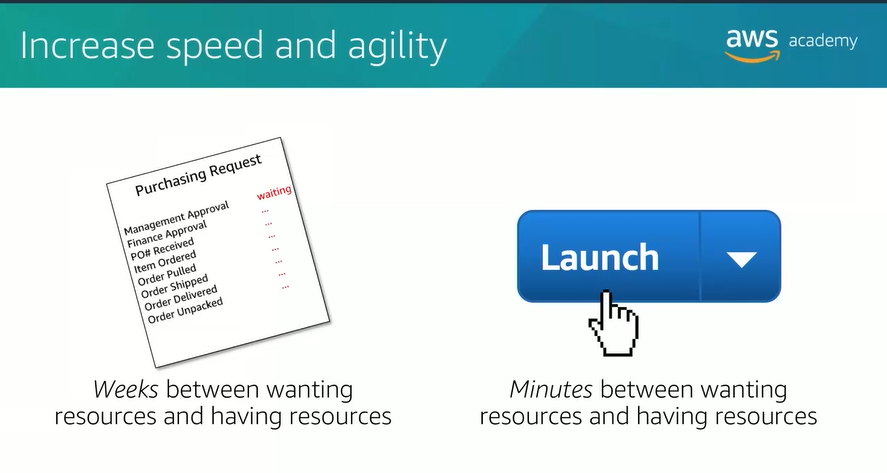 Increase speed and agility
aws academy
Purchasing Request
waiting
Management Approval ...
Finance Approval ...
PO# Received ...
Item Ordered ...
Order Pulled ...
Order Shipped ...
Order Delivered ...
Order Unpacked
Weeks between wanting
resources and having resources
Launch
Minutes between wanting
resources and having resources